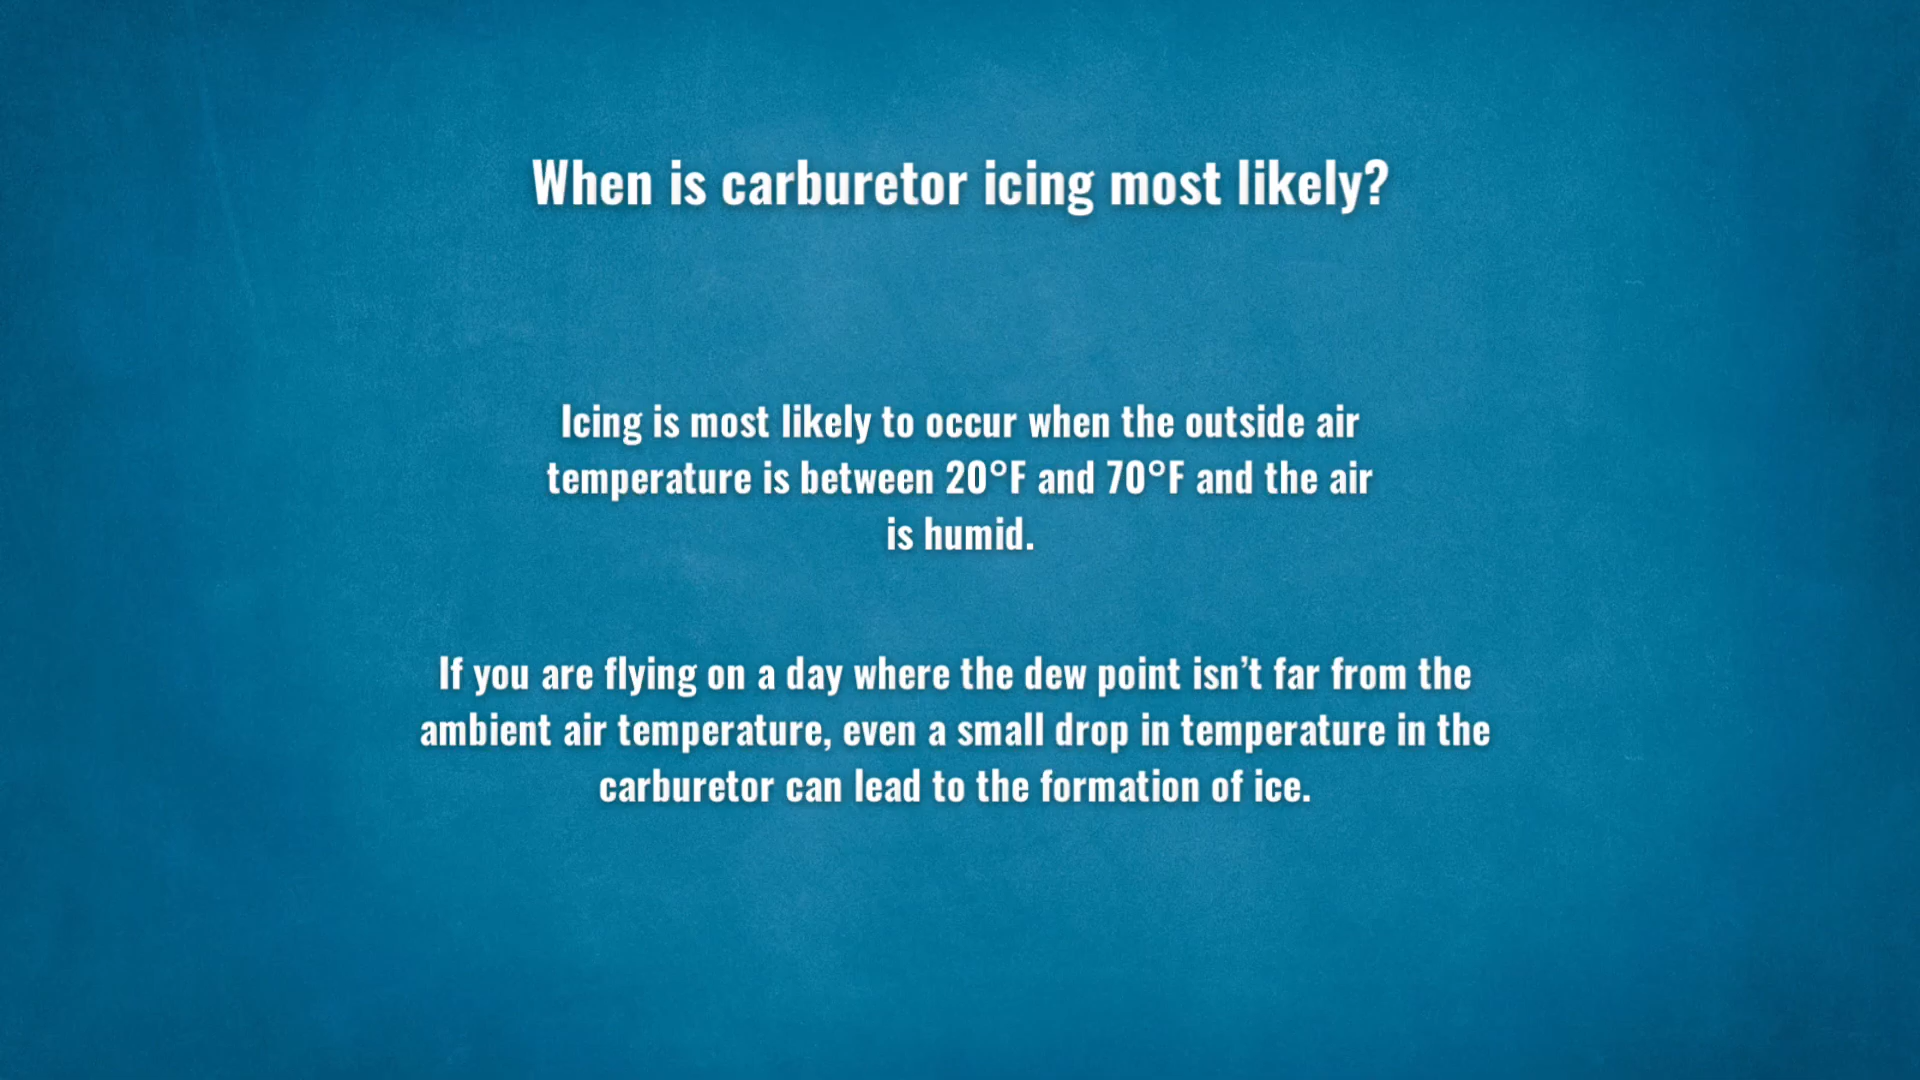 When is carburetor icing most likely?
Icing is most likely to occur when the outside air
temperature is between 20°F and 70°F and the air
is humid.
If you are flying on a day where the dew point isn’t far from the
ambient air temperature, even a small drop in temperature in the
carburetor can lead to the formation of ice.